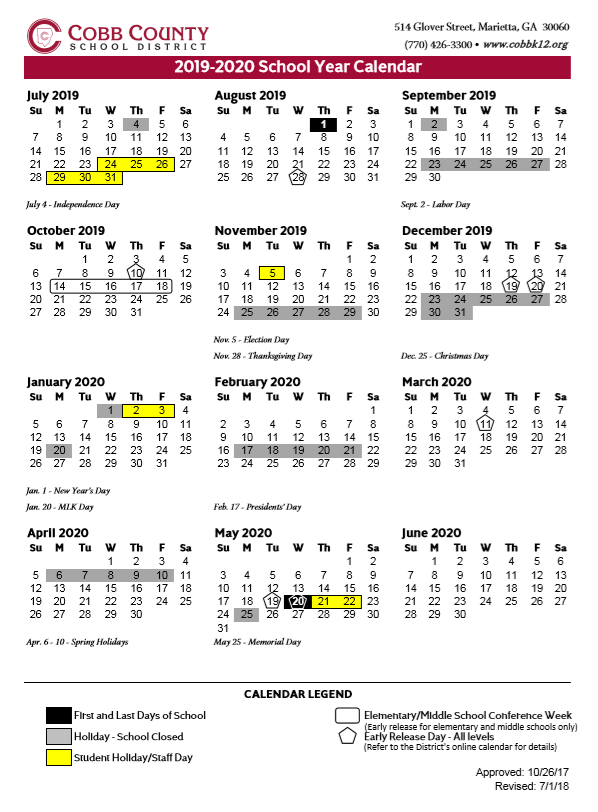 COBB COUNTY
SCHOOL DISTRICT
514 Glover Street, Marietta, GA 30060
(770) 426-3300 • www.cobbk12.org
2019-2020 School Year Calendar
July 2019
Su M Tu W Th F Sa
1 2 3 4 5 6
7 8 9 10 11 12 13
14 15 16 17 18 19 20
21 22 23 24 25 26 27
28 29 30 31
July 4 - Independence Day
August 2019
Su M Tu W Th F Sa
1 2 3
4 5 6 7 8 9 10
11 12 13 14 15 16 17
18 19 20 21 22 23 24
25 26 27 28 29 30 31
September 2019
Su M Tu W Th F Sa
1 2 3 4 5 6 7
8 9 10 11 12 13 14
15 16 17 18 19 20 21
22 23 24 25 26 27 28
29 30
Sept. 2 - Labor Day
October 2019
Su M Tu W Th F Sa
1 2 3 4 5
6 7 8 9 10 11 12
13 14 15 16 17 18 19
20 21 22 23 24 25 26
27 28 29 30 31
November 2019
Su M Tu W Th F Sa
1 2
3 4 5 6 7 8 9
10 11 12 13 14 15 16
17 18 19 20 21 22 23
24 25 26 27 28 29 30
Nov. 5 - Election Day
Nov. 28 - Thanksgiving Day
December 2019
Su M Tu W Th F Sa
1 2 3 4 5 6 7
8 9 10 11 12 13 14
15 16 17 18 19 20 21
22 23 24 25 26 27 28
29 30 31
Dec. 25 - Christmas Day
January 2020
Su M Tu W Th F Sa
1 2 3 4
5 6 7 8 9 10 11
12 13 14 15 16 17 18
19 20 21 22 23 24 25
26 27 28 29 30 31
Jan. 1 - New Year's Day
Jan. 20 - MLK Day
February 2020
Su M Tu W Th F Sa
1
2 3 4 5 6 7 8
9 10 11 12 13 14 15
16 17 18 19 20 21 22
23 24 25 26 27 28 29
Feb. 17 - Presidents' Day
March 2020
Su M Tu W Th F Sa
1 2 3 4 5 6 7
8 9 10 11 12 13 14
15 16 17 18 19 20 21
22 23 24 25 26 27 28
29 30 31
April 2020
Su M Tu W Th F Sa
1 2 3 4
5 6 7 8 9 10 11
12 13 14 15 16 17 18
19 20 21 22 23 24 25
26 27 28 29 30
Apr. 6 - 10 - Spring Holidays
May 2020
Su M Tu W Th F Sa
1 2
3 4 5 6 7 8 9
10 11 12 13 14 15 16
17 18 19 20 21 22 23
24 25 26 27 28 29 30
31
May 25 - Memorial Day
June 2020
Su M Tu W Th F Sa
1 2 3 4 5 6
7 8 9 10 11 12 13
14 15 16 17 18 19 20
21 22 23 24 25 26 27
28 29 30
CALENDAR LEGEND
First and Last Days of School
Holiday - School Closed
Student Holiday/Staff Day
Elementary/Middle School Conference Week
(Early release for elementary and middle schools only)
Early Release Day - All levels
(Refer to the District's online calendar for details)
Approved: 10/26/17
Revised: 7/1/18